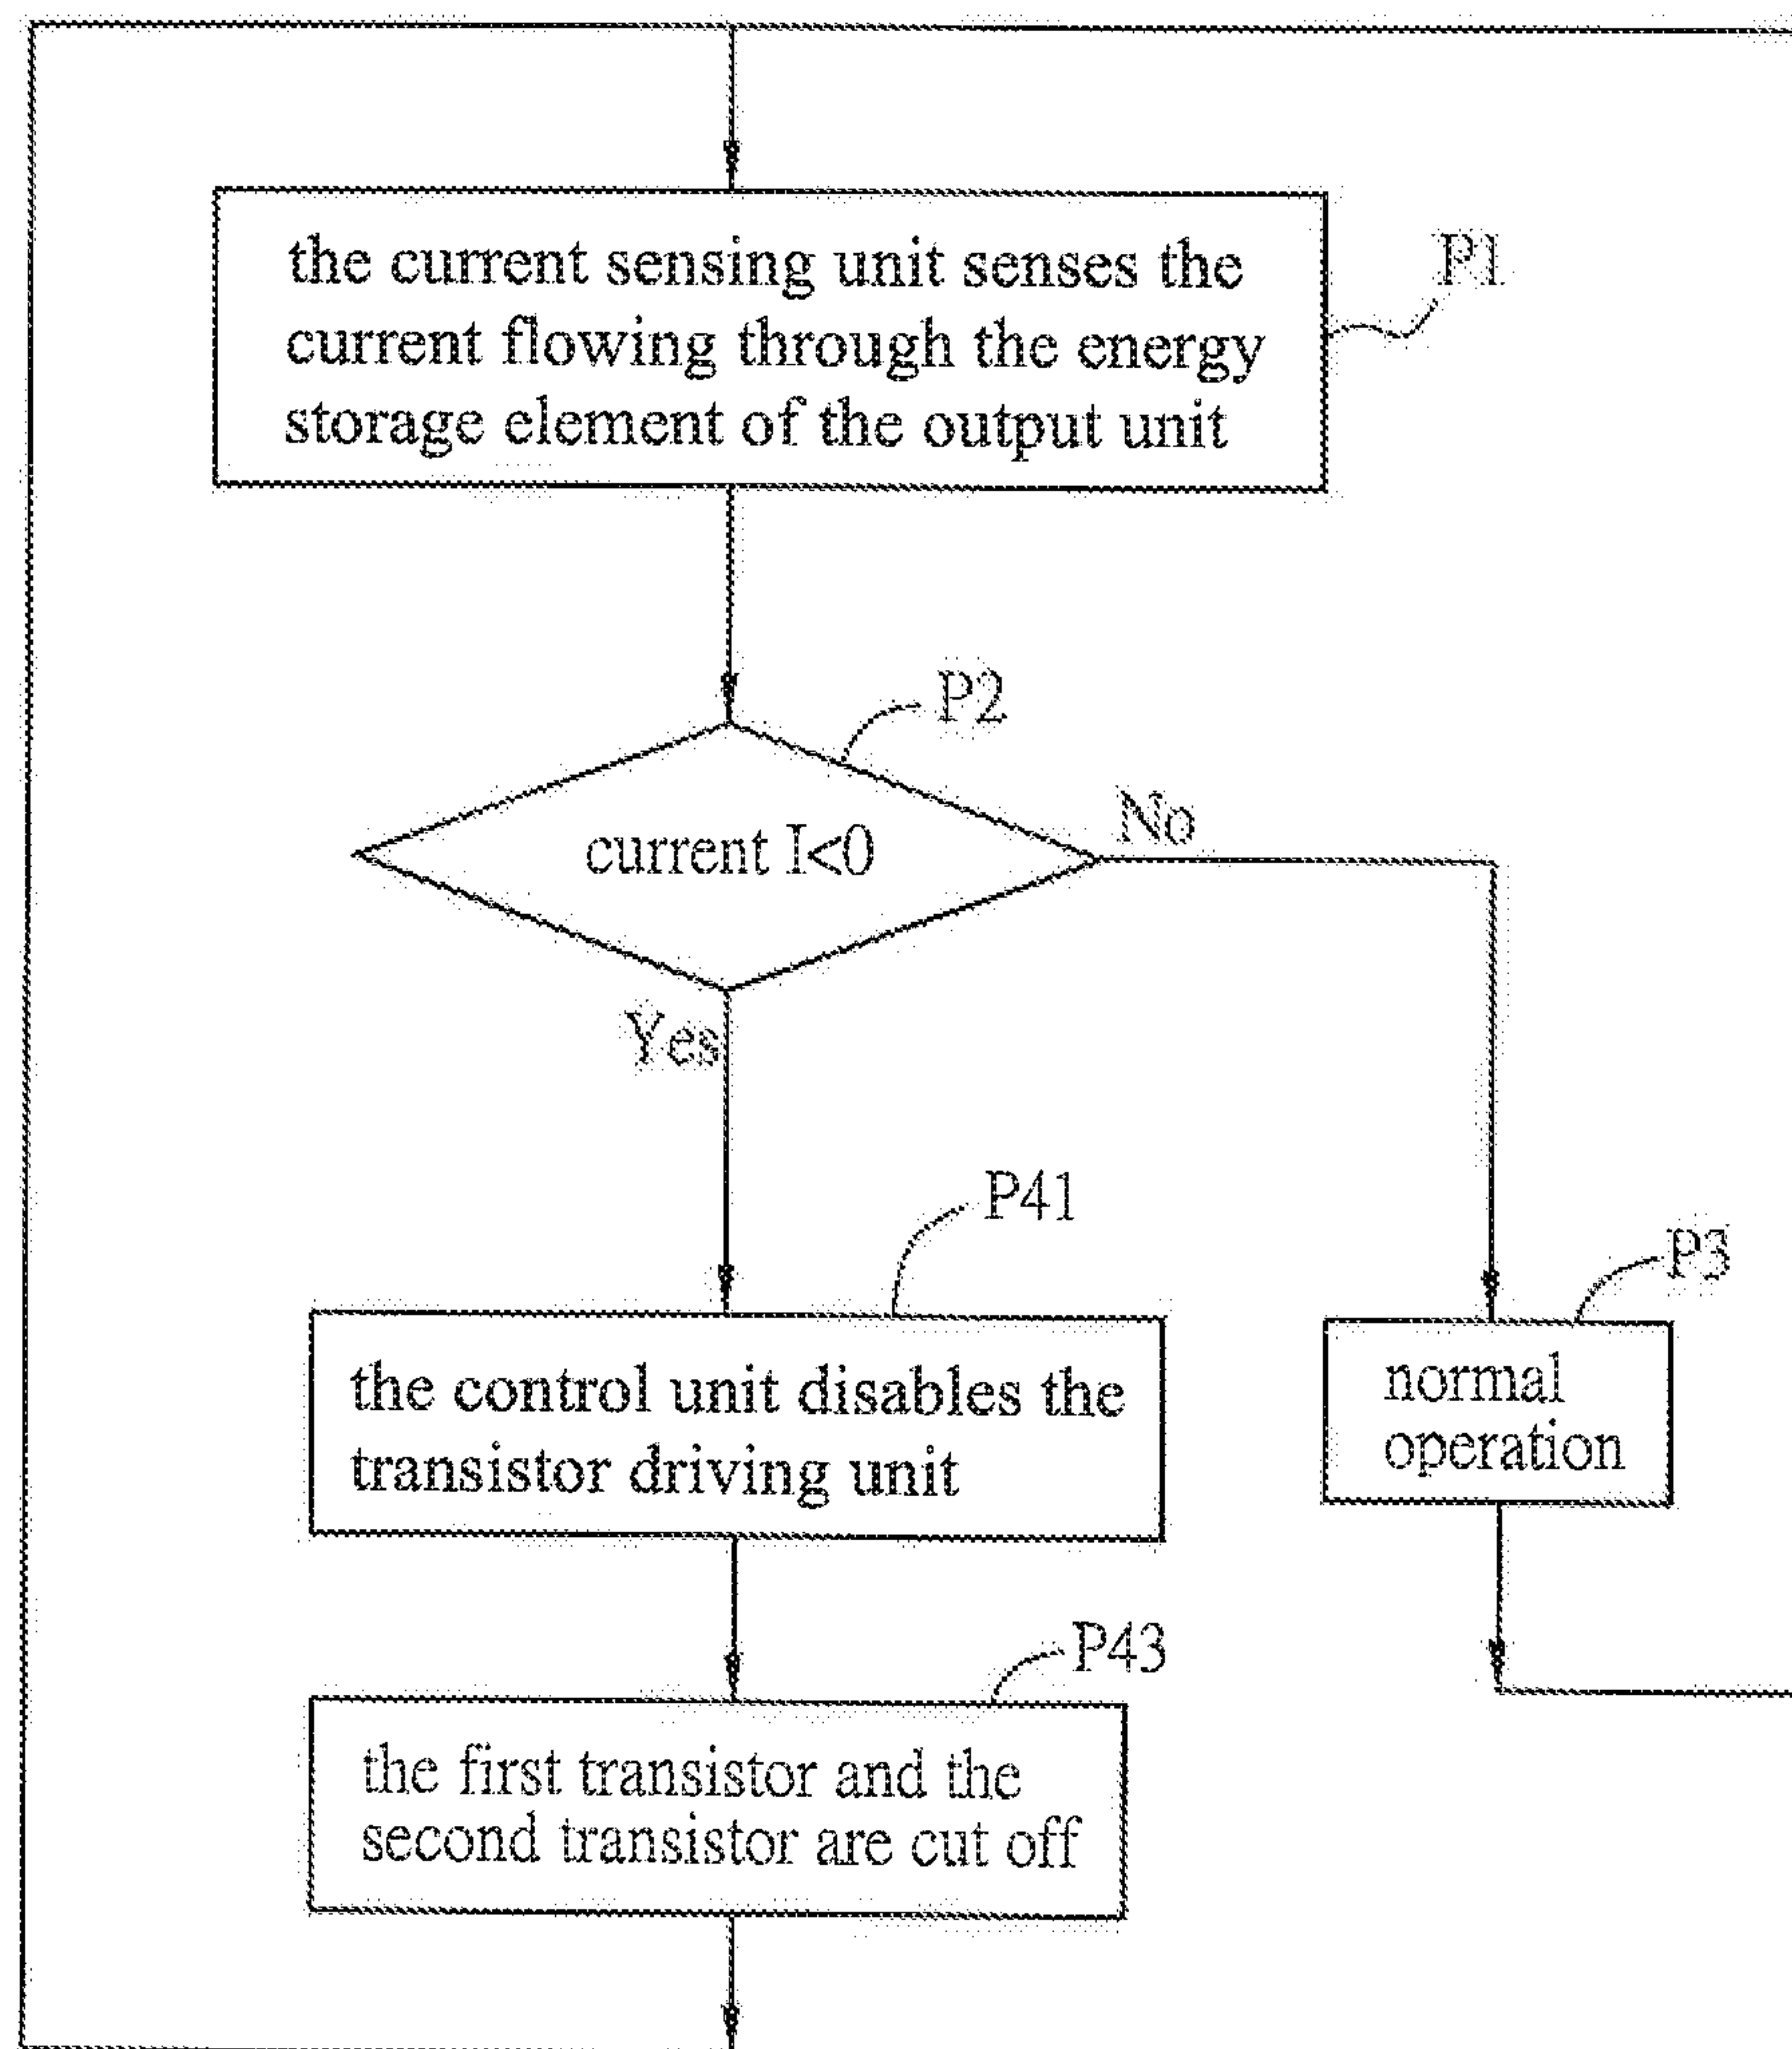 the current sensing unit senses the
current flowing through the energy
storage element of the output unit
P1
P2
current I<0
No
Yes
P41
the control unit disables the
transistor driving unit
P3
normal
operation
P43
the first transistor and the
second transistor are cut off